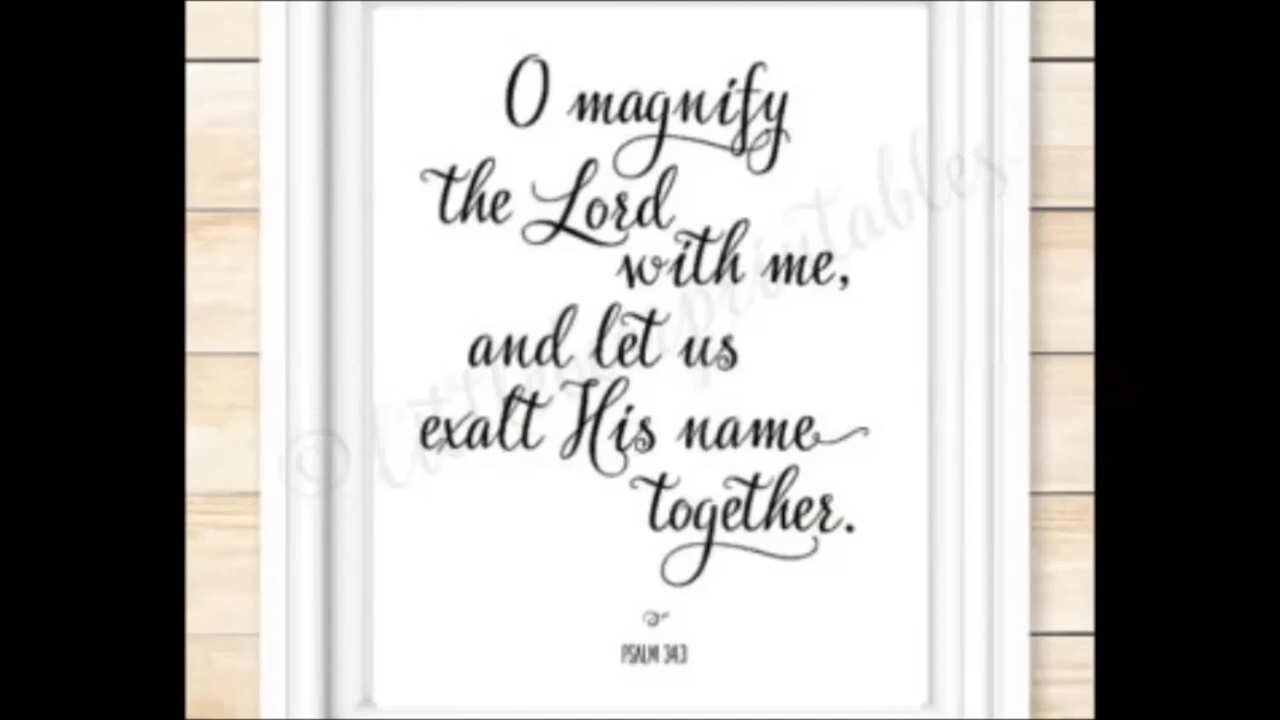 O magnify
the Lord
with me,
and let us
exalt His name
together.
PSALM 34:3